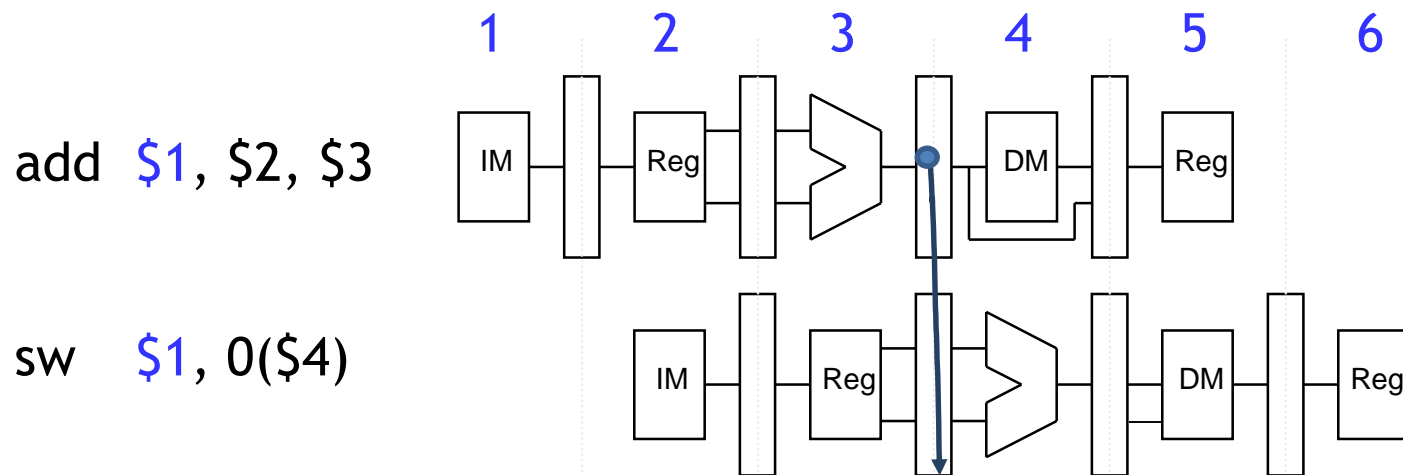 1 2 3 4 5 6
add $1, $2, $3 IM Reg DM Reg
sw $1, 0($4) IM Reg DM Reg